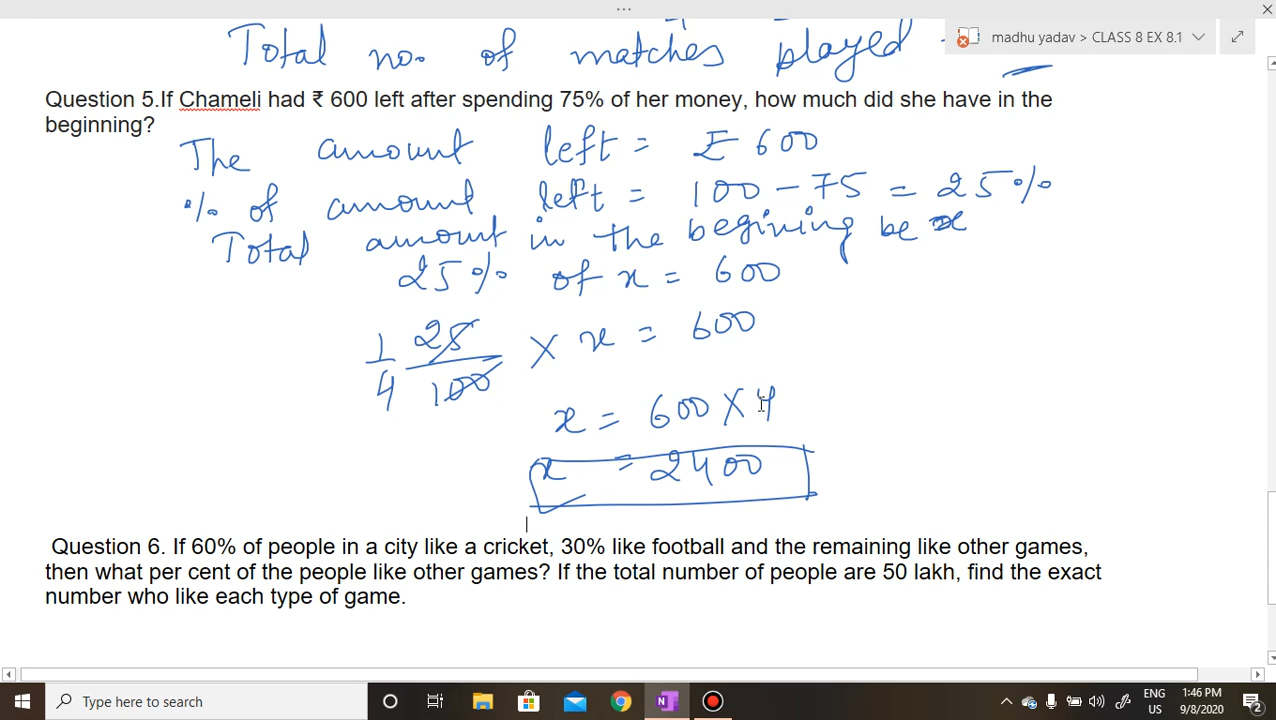 Total no. of matches played
madhu yadav > CLASS 8 EX 8.1
Question 5.If Chameli had ₹ 600 left after spending 75% of her money, how much did she have in the
beginning?
The amount left = ₹ 600
% of amount left = 100 - 75 = 25%
Total amount in the begining be x
25% of x = 600
1/4 25/100 × x = 600
x = 600 × 4
x = 2400
Question 6. If 60% of people in a city like a cricket, 30% like football and the remaining like other games,
then what per cent of the people like other games? If the total number of people are 50 lakh, find the exact
number who like each type of game.
Type here to search
N
ENG
US
1:46 PM
9/8/2020
2